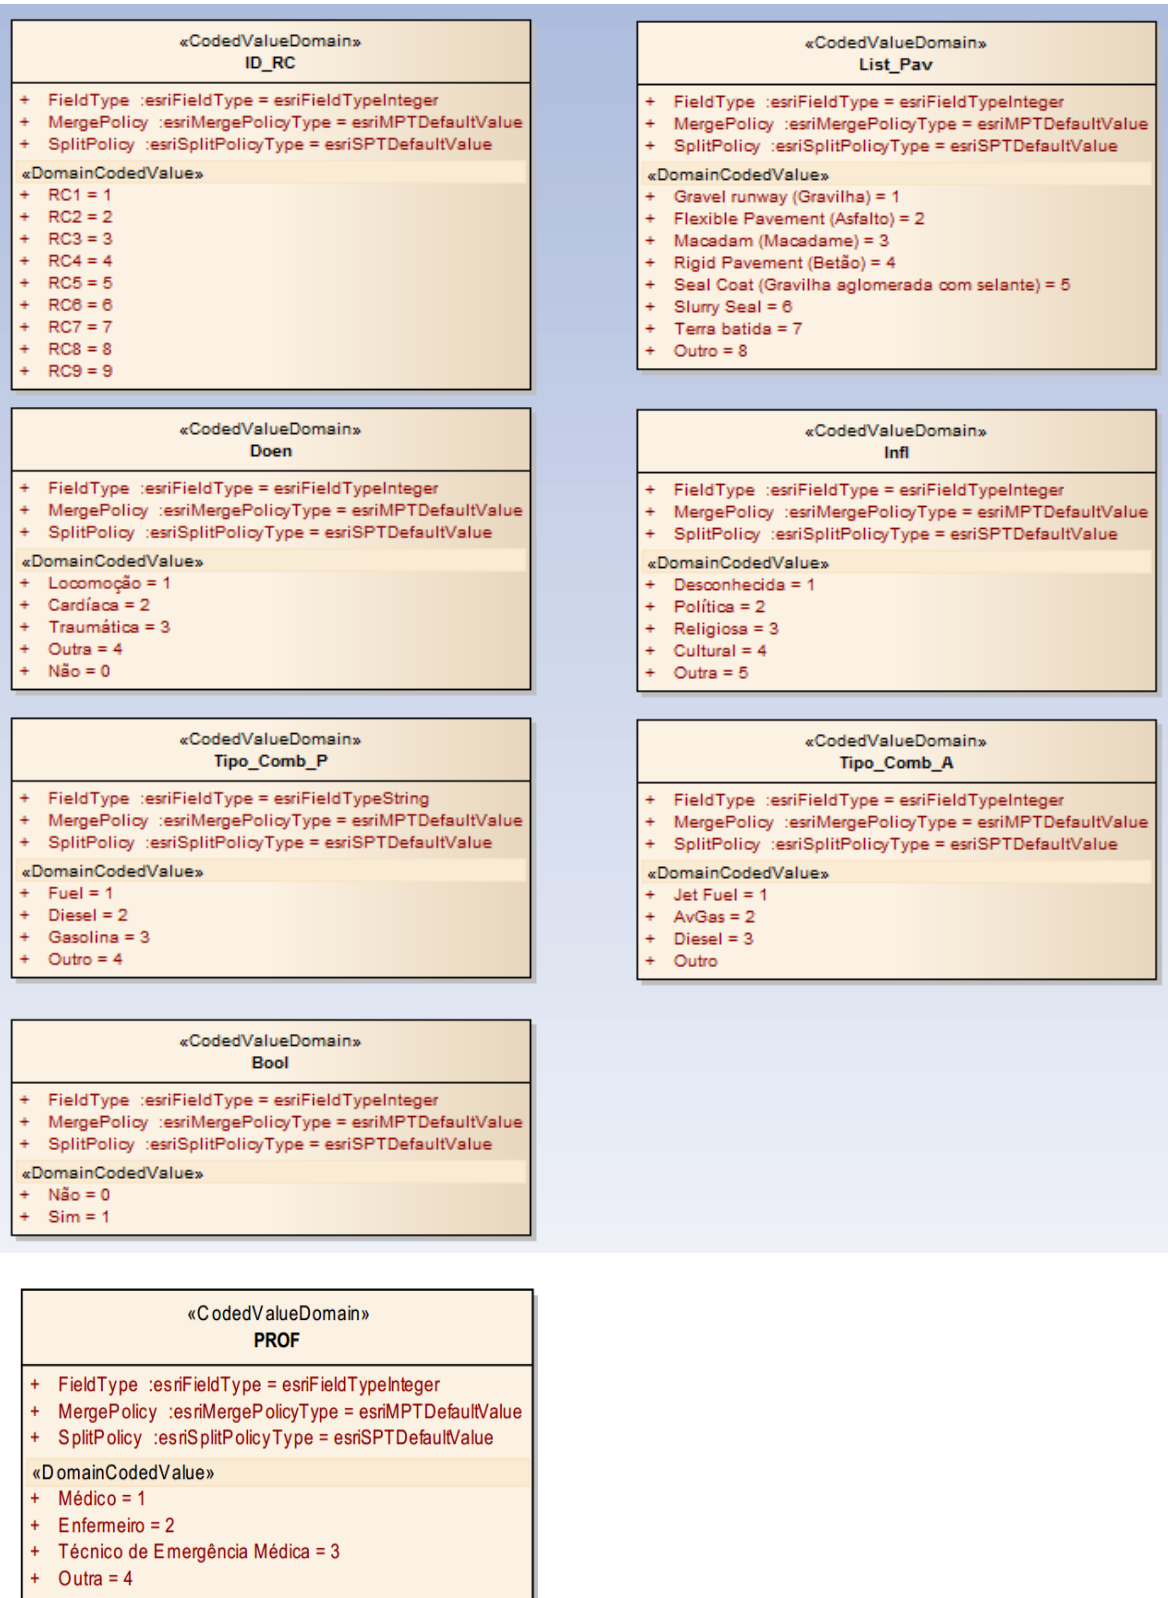 «CodedValueDomain»
ID_RC
+ FieldType :esriFieldType = esriFieldTypeInteger
+ MergePolicy :esriMergePolicyType = esriMPTDefaultValue
+ SplitPolicy :esriSplitPolicyType = esriSPTDefaultValue
«DomainCodedValue»
+ RC1 = 1
+ RC2 = 2
+ RC3 = 3
+ RC4 = 4
+ RC5 = 5
+ RC6 = 6
+ RC7 = 7
+ RC8 = 8
+ RC9 = 9
«CodedValueDomain»
List_Pav
+ FieldType :esriFieldType = esriFieldTypeInteger
+ MergePolicy :esriMergePolicyType = esriMPTDefaultValue
+ SplitPolicy :esriSplitPolicyType = esriSPTDefaultValue
«DomainCodedValue»
+ Gravel runway (Gravilha) = 1
+ Flexible Pavement (Asfalto) = 2
+ Macadam (Macadame) = 3
+ Rigid Pavement (Betão) = 4
+ Seal Coat (Gravilha aglomerada com selante) = 5
+ Slurry Seal = 6
+ Terra batida = 7
+ Outro = 8
«CodedValueDomain»
Doen
+ FieldType :esriFieldType = esriFieldTypeInteger
+ MergePolicy :esriMergePolicyType = esriMPTDefaultValue
+ SplitPolicy :esriSplitPolicyType = esriSPTDefaultValue
«DomainCodedValue»
+ Locomoção = 1
+ Cardíaca = 2
+ Traumática = 3
+ Outra = 4
+ Não = 0
«CodedValueDomain»
Infl
+ FieldType :esriFieldType = esriFieldTypeInteger
+ MergePolicy :esriMergePolicyType = esriMPTDefaultValue
+ SplitPolicy :esriSplitPolicyType = esriSPTDefaultValue
«DomainCodedValue»
+ Desconhecida = 1
+ Política = 2
+ Religiosa = 3
+ Cultural = 4
+ Outra = 5
«CodedValueDomain»
Tipo_Comb_P
+ FieldType :esriFieldType = esriFieldTypeString
+ MergePolicy :esriMergePolicyType = esriMPTDefaultValue
+ SplitPolicy :esriSplitPolicyType = esriSPTDefaultValue
«DomainCodedValue»
+ Fuel = 1
+ Diesel = 2
+ Gasolina = 3
+ Outro = 4
«CodedValueDomain»
Tipo_Comb_A
+ FieldType :esriFieldType = esriFieldTypeInteger
+ MergePolicy :esriMergePolicyType = esriMPTDefaultValue
+ SplitPolicy :esriSplitPolicyType = esriSPTDefaultValue
«DomainCodedValue»
+ Jet Fuel = 1
+ AvGas = 2
+ Diesel = 3
+ Outro
«CodedValueDomain»
Bool
+ FieldType :esriFieldType = esriFieldTypeInteger
+ MergePolicy :esriMergePolicyType = esriMPTDefaultValue
+ SplitPolicy :esriSplitPolicyType = esriSPTDefaultValue
«DomainCodedValue»
+ Não = 0
+ Sim = 1
«CodedValueDomain»
PROF
+ FieldType :esriFieldType = esriFieldTypeInteger
+ MergePolicy :esriMergePolicyType = esriMPTDefaultValue
+ SplitPolicy :esriSplitPolicyType = esriSPTDefaultValue
«DomainCodedValue»
+ Médico = 1
+ Enfermeiro = 2
+ Técnico de Emergência Médica = 3
+ Outra = 4